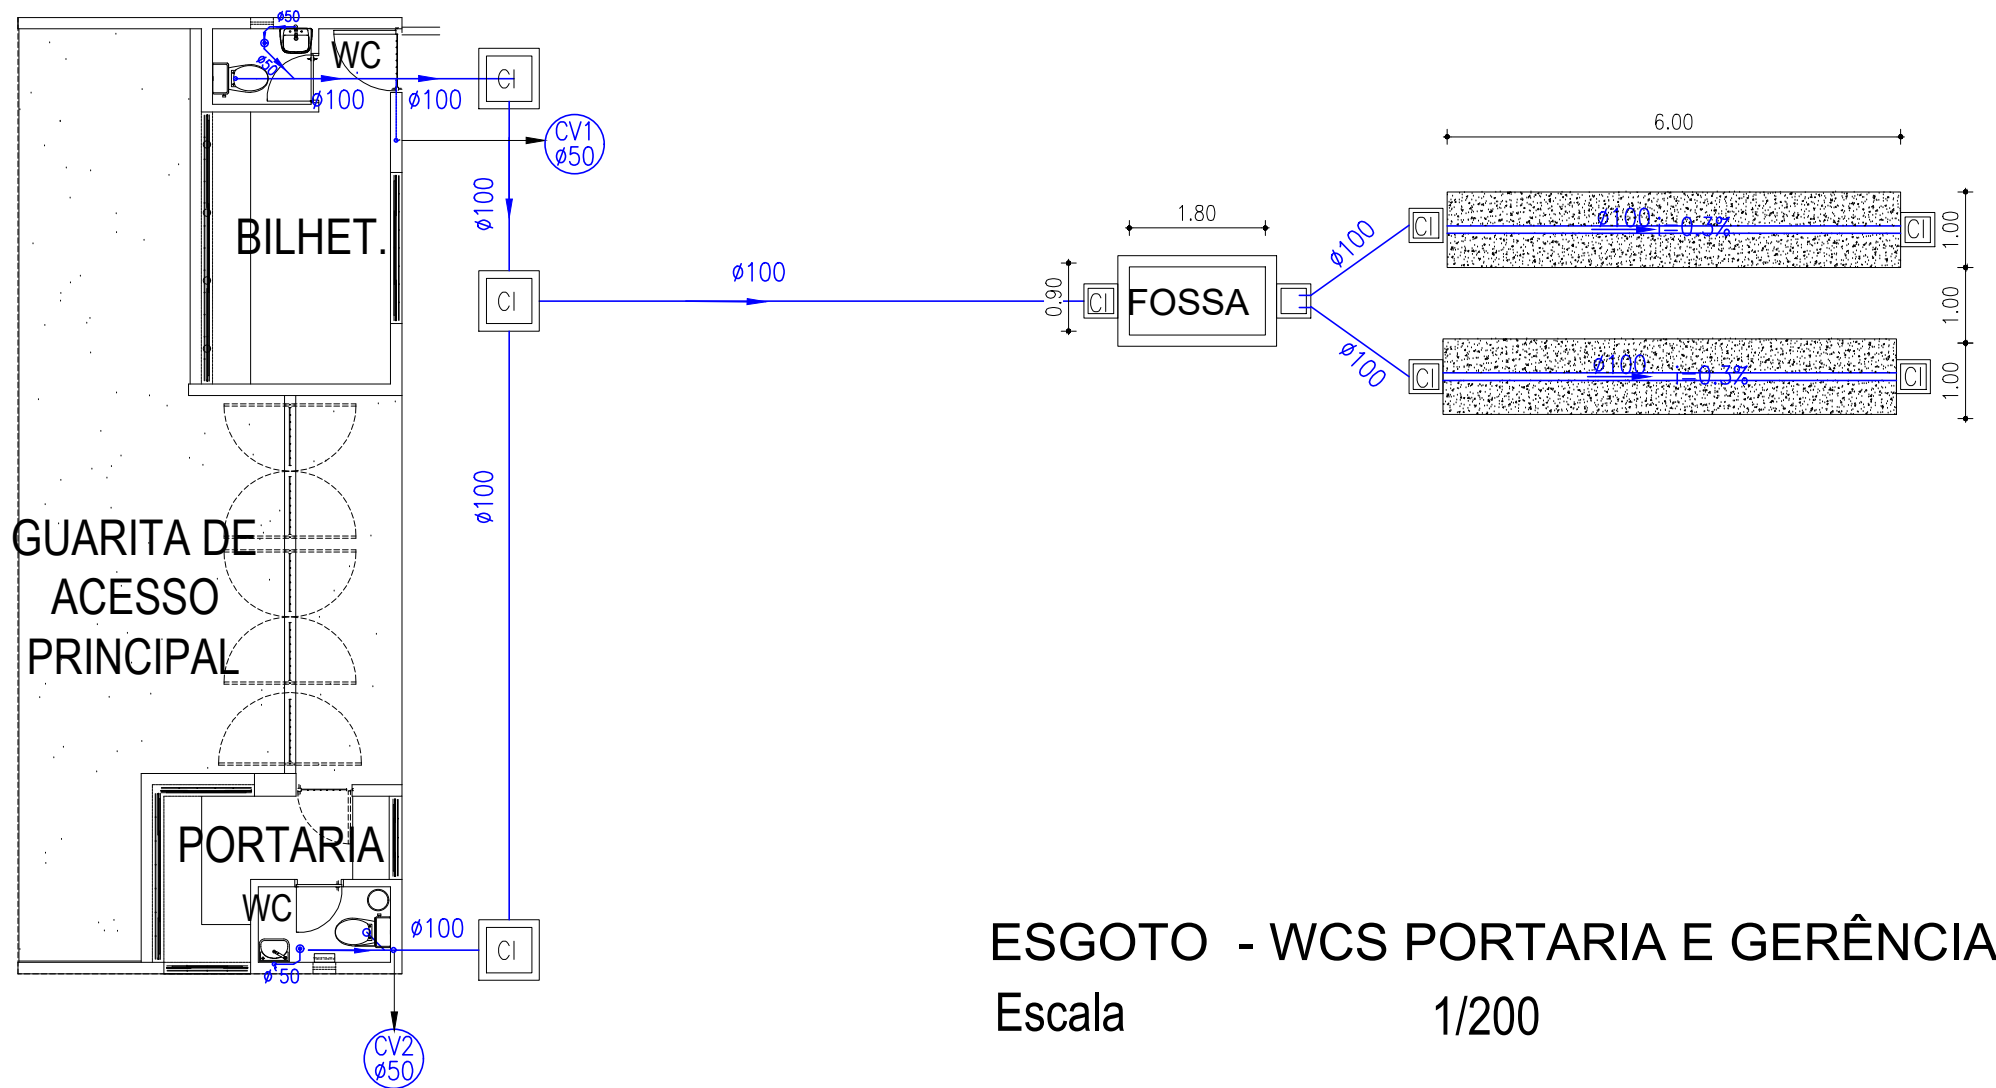 ø50
ø50
WC
ø100
ø100
CI
CV1
ø50
BILHET.
ø100
CI
ø100
ø100
GUARITA DE
ACESSO
PRINCIPAL
PORTARIA
WC
ø50
ø100
CI
CV2
ø50
1.80
0.90
CI
FOSSA
ø100
ø100
6.00
CI
ø100 i=0.3%
CI
1.00
1.00
CI
ø100 i=0.3%
CI
1.00
ESGOTO - WCS PORTARIA E GERÊNCIA
Escala 1/200